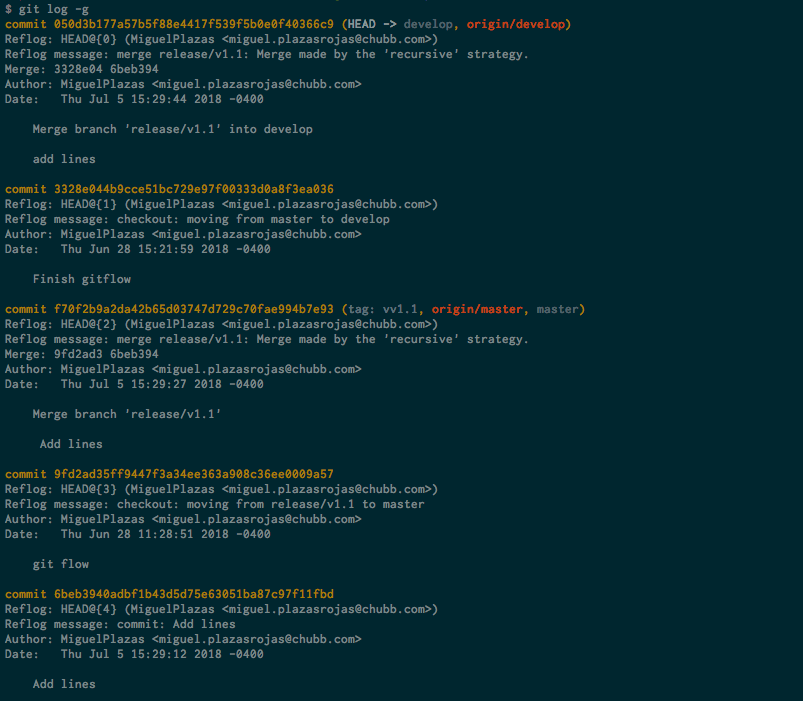 $ git log -g
commit 050d3b177a57b5f88e4417f539f5b0e0f40366c9 (HEAD -> develop, origin/develop)
Reflog: HEAD@{0} (MiguelPlazas <miguel.plazasrojas@chubb.com>)
Reflog message: merge release/v1.1: Merge made by the 'recursive' strategy.
Merge: 3328e04 6beb394
Author: MiguelPlazas <miguel.plazasrojas@chubb.com>
Date:   Thu Jul 5 15:29:44 2018 -0400
    Merge branch 'release/v1.1' into develop
    add lines
commit 3328e044b9cce51bc729e97f00333d0a8f3ea036
Reflog: HEAD@{1} (MiguelPlazas <miguel.plazasrojas@chubb.com>)
Reflog message: checkout: moving from master to develop
Author: MiguelPlazas <miguel.plazasrojas@chubb.com>
Date:   Thu Jun 28 15:21:59 2018 -0400
    Finish gitflow
commit f70f2b9a2da42b65d03747d729c70fae994b7e93 (tag: vv1.1, origin/master, master)
Reflog: HEAD@{2} (MiguelPlazas <miguel.plazasrojas@chubb.com>)
Reflog message: merge release/v1.1: Merge made by the 'recursive' strategy.
Merge: 9fd2ad3 6beb394
Author: MiguelPlazas <miguel.plazasrojas@chubb.com>
Date:   Thu Jul 5 15:29:27 2018 -0400
    Merge branch 'release/v1.1'
     Add lines
commit 9fd2ad35ff9447f3a34ee363a908c36ee0009a57
Reflog: HEAD@{3} (MiguelPlazas <miguel.plazasrojas@chubb.com>)
Reflog message: checkout: moving from release/v1.1 to master
Author: MiguelPlazas <miguel.plazasrojas@chubb.com>
Date:   Thu Jun 28 11:28:51 2018 -0400
    git flow
commit 6beb3940adbf1b43d5d75e63051ba87c97f11fbd
Reflog: HEAD@{4} (MiguelPlazas <miguel.plazasrojas@chubb.com>)
Reflog message: commit: Add lines
Author: MiguelPlazas <miguel.plazasrojas@chubb.com>
Date:   Thu Jul 5 15:29:12 2018 -0400
    Add lines